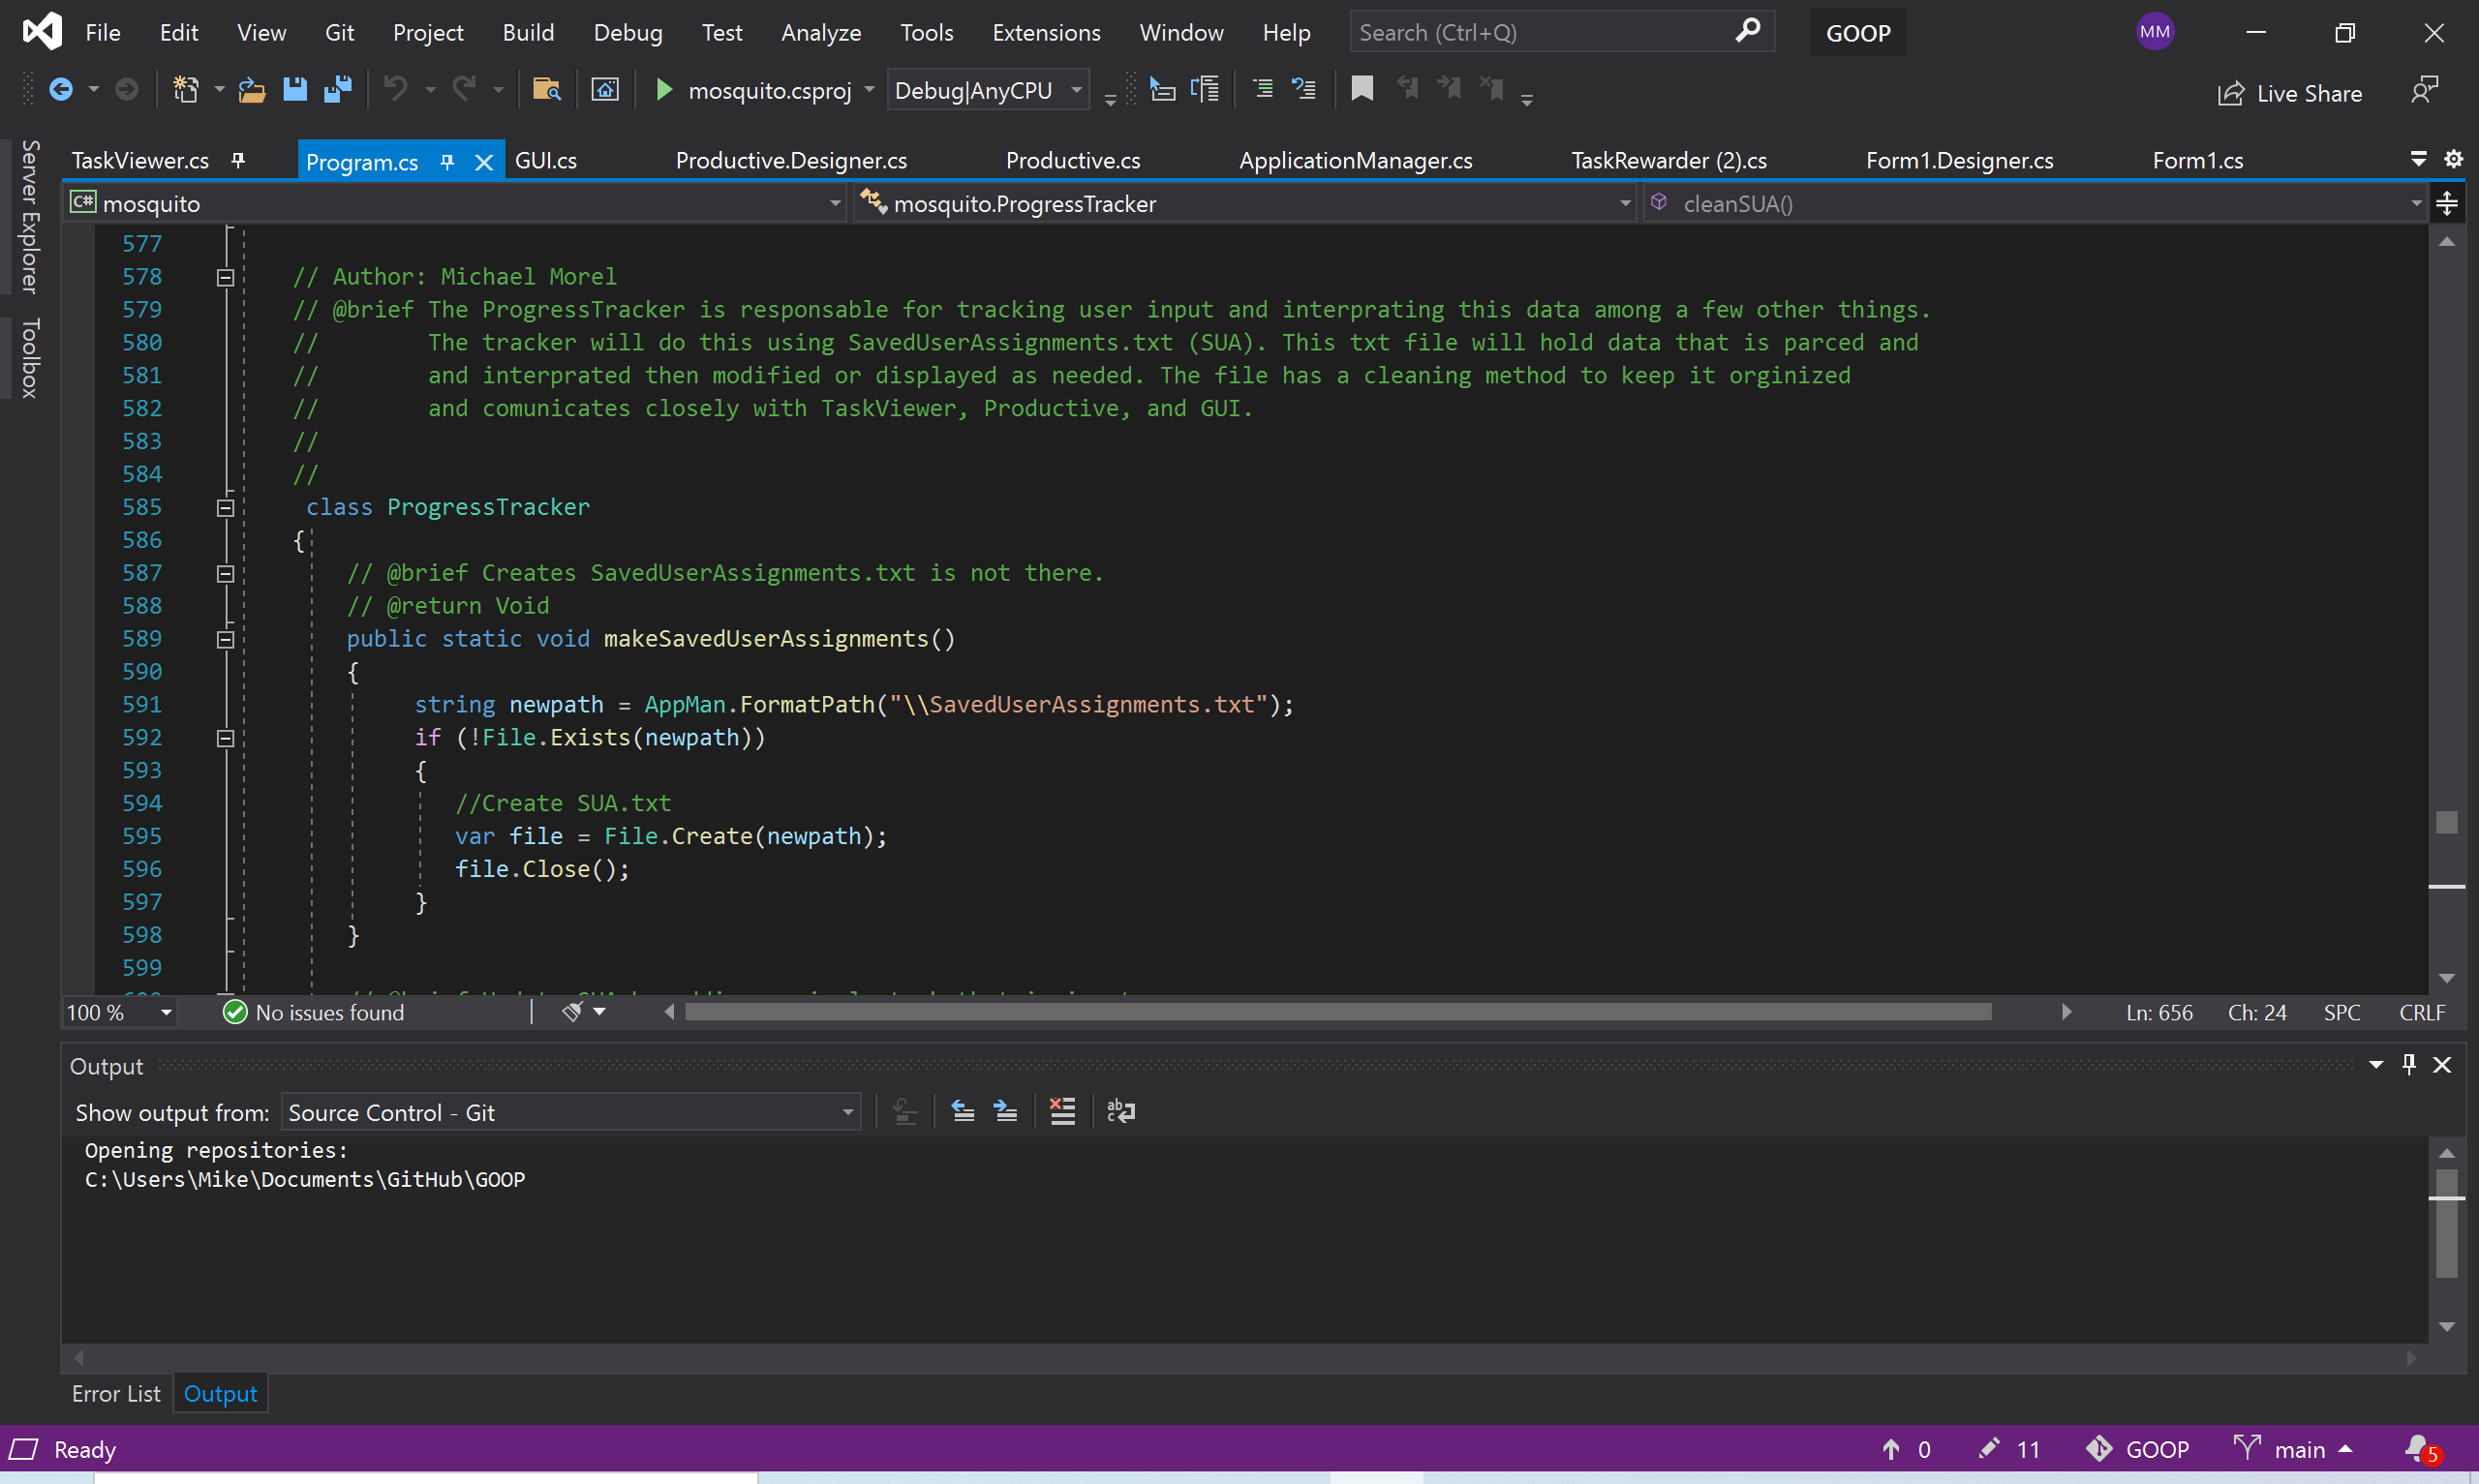 File Edit View Git Project Build Debug Test Analyze Tools Extensions Window Help Search (Ctrl+Q) GOOP MM
mosquito.csproj Debug|AnyCPU Live Share
Server Explorer
Toolbox
TaskViewer.cs Program.cs GUI.cs Productive.Designer.cs Productive.cs ApplicationManager.cs TaskRewarder (2).cs Form1.Designer.cs Form1.cs
C# mosquito mosquito.ProgressTracker cleanSUA()
577
578 // Author: Michael Morel
579 // @brief The ProgressTracker is responsable for tracking user input and interprating this data among a few other things.
580 // The tracker will do this using SavedUserAssignments.txt (SUA). This txt file will hold data that is parced and
581 // and interprated then modified or displayed as needed. The file has a cleaning method to keep it orginized
582 // and comunicates closely with TaskViewer, Productive, and GUI.
583 //
584 //
585 class ProgressTracker
586 {
587 // @brief Creates SavedUserAssignments.txt is not there.
588 // @return Void
589 public static void makeSavedUserAssignments()
590 {
591 string newpath = AppMan.FormatPath("\\SavedUserAssignments.txt");
592 if (!File.Exists(newpath))
593 {
594 //Create SUA.txt
595 var file = File.Create(newpath);
596 file.Close();
597 }
598 }
599
100 % No issues found Ln: 656 Ch: 24 SPC CRLF
Output
Show output from: Source Control - Git
Opening repositories:
C:\Users\Mike\Documents\GitHub\GOOP
Error List Output
Ready 0 11 GOOP main 5